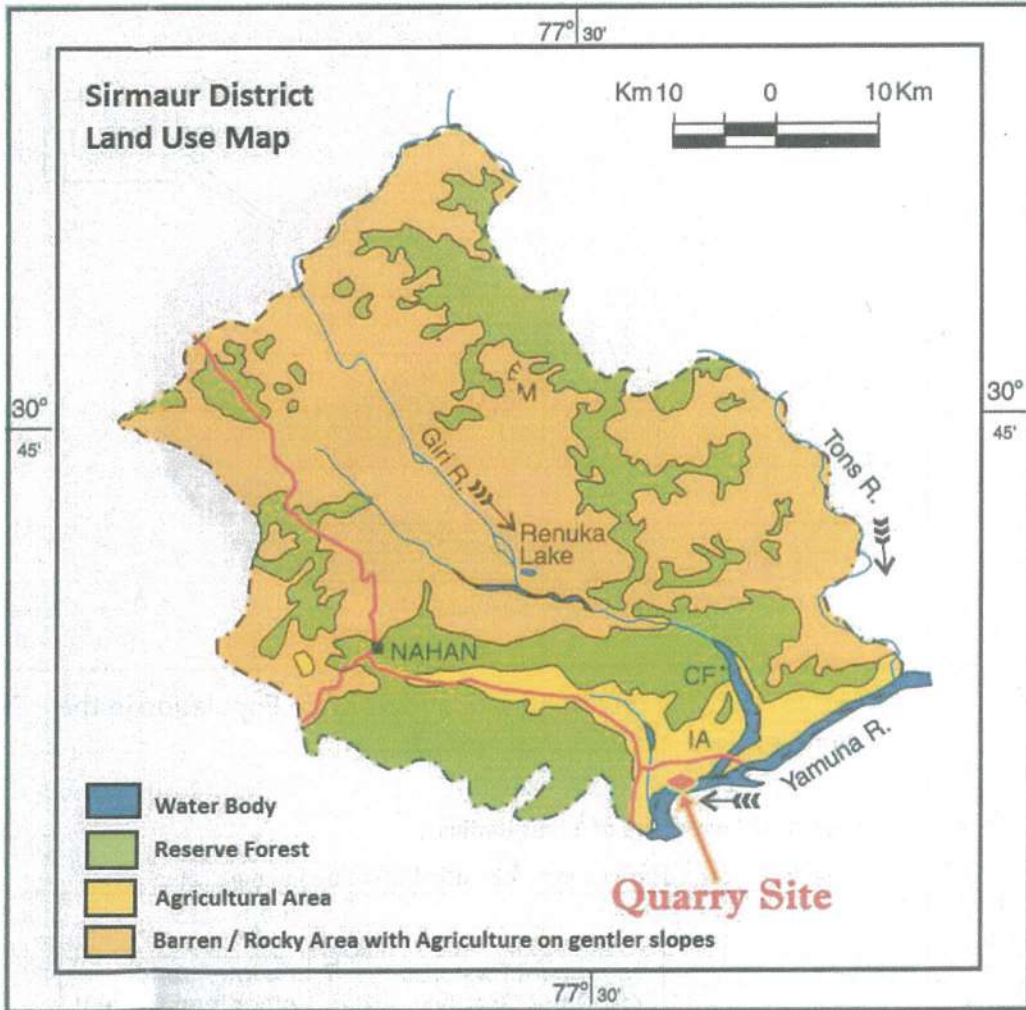 77° 30'
Sirmaur District
Land Use Map
Km 10 0 10 Km
30°
45'
30°
45'
M
Giri R.
Tons R.
Renuka
Lake
NAHAN
CF
IA
Yamuna R.
Water Body
Reserve Forest
Agricultural Area
Barren / Rocky Area with Agriculture on gentler slopes
Quarry Site
77° 30'